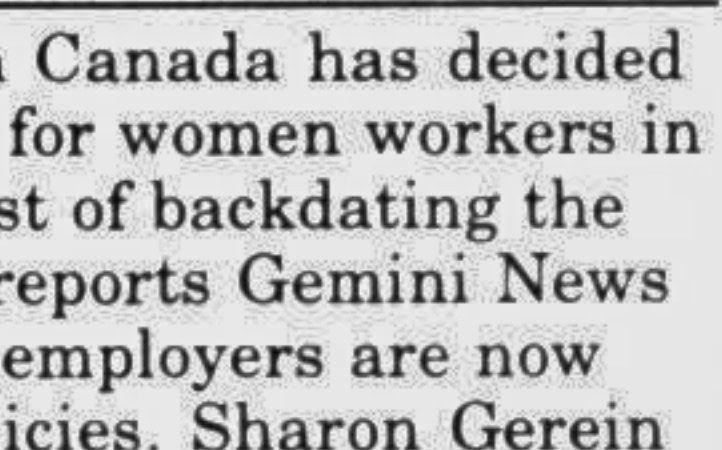 Canada has decided
for women workers in
st of backdating the
reports Gemini News
employers are now
icies. Sharon Gerein